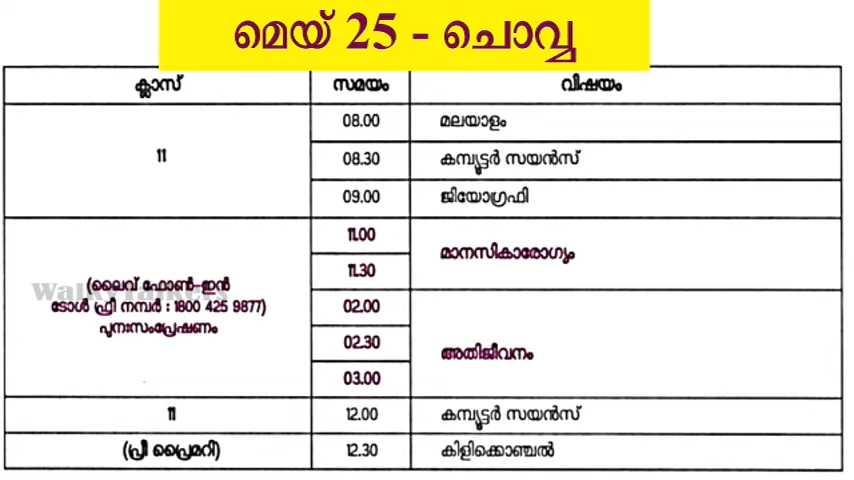 മെയ് 25 - ചൊവ്വ
ക്ലാസ് സമയം വിഷയം
11
08.00 മലയാളം
08.30 കമ്പ്യൂട്ടർ സയൻസ്
09.00 ജിയോഗ്രഫി
(ലൈവ് ഫോൺ-ഇൻ
ടോൾ ഫ്രീ നമ്പർ : 1800 425 9877)
പുനഃസംപ്രേഷണം
11.00
11.30
മാനസികാരോഗ്യം
02.00
02.30
03.00
അതിജീവനം
11 12.00 കമ്പ്യൂട്ടർ സയൻസ്
(പ്രീ പ്രൈമറി) 12.30 കിളിക്കൊഞ്ചൽ
WalkyTalkers